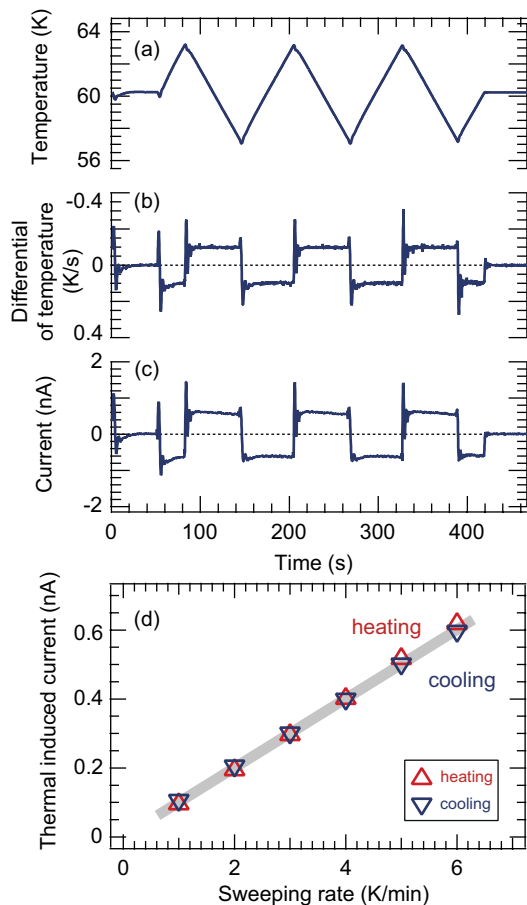 Temperature (K)
64
60
56
(a)
Differential
of temperature
(K/s)
-0.4
0
0.4
(b)
Current (nA)
2
0
-2
(c)
0
100
200
300
400
Time (s)
Thermal induced current (nA)
0.6
0.4
0.2
0
(d)
heating
cooling
heating
cooling
0
2
4
6
Sweeping rate (K/min)